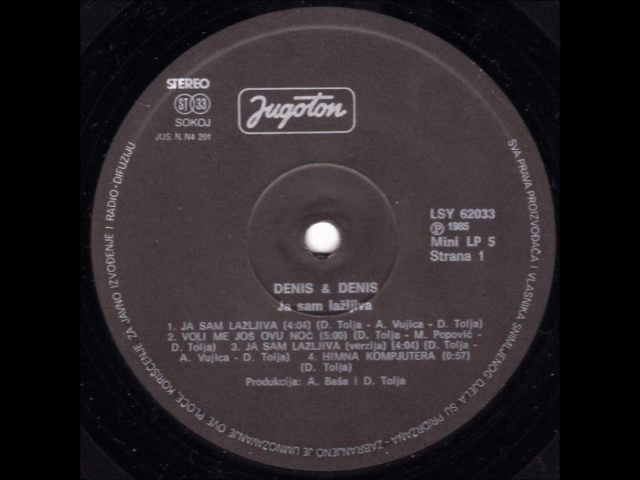 STEREO
ST 33
SOKOJ
JUS. N. N4 201
Jugoton
LSY 62033
℗ 1985
Mini LP 5
Strana 1
DENIS & DENIS
Ja sam lažljiva
1. JA SAM LAŽLJIVA (4:04) (D. Tolja - A. Vujica - D. Tolja)
2. VOLI ME JOŠ OVU NOĆ (5:00) (D. Tolja - M. Popović -
D. Tolja) 3. JA SAM LAŽLJIVA (verzija) (4:04) (D. Tolja -
A. Vujica - D. Tolja) 4. HIMNA KOMPJUTERA (0:57)
(D. Tolja)
Produkcija: A. Baša i D. Tolja
SVA PRAVA PROIZVOĐAČA I VLASNIKA SNIMLJENOG DJELA SU PRIDRŽANA - ZABRANJENO JE UMNOŽAVANJE OVE PLOČE, KORIŠĆENJE ZA JAVNO IZVOĐENJE I RADIO-DIFUZIJU